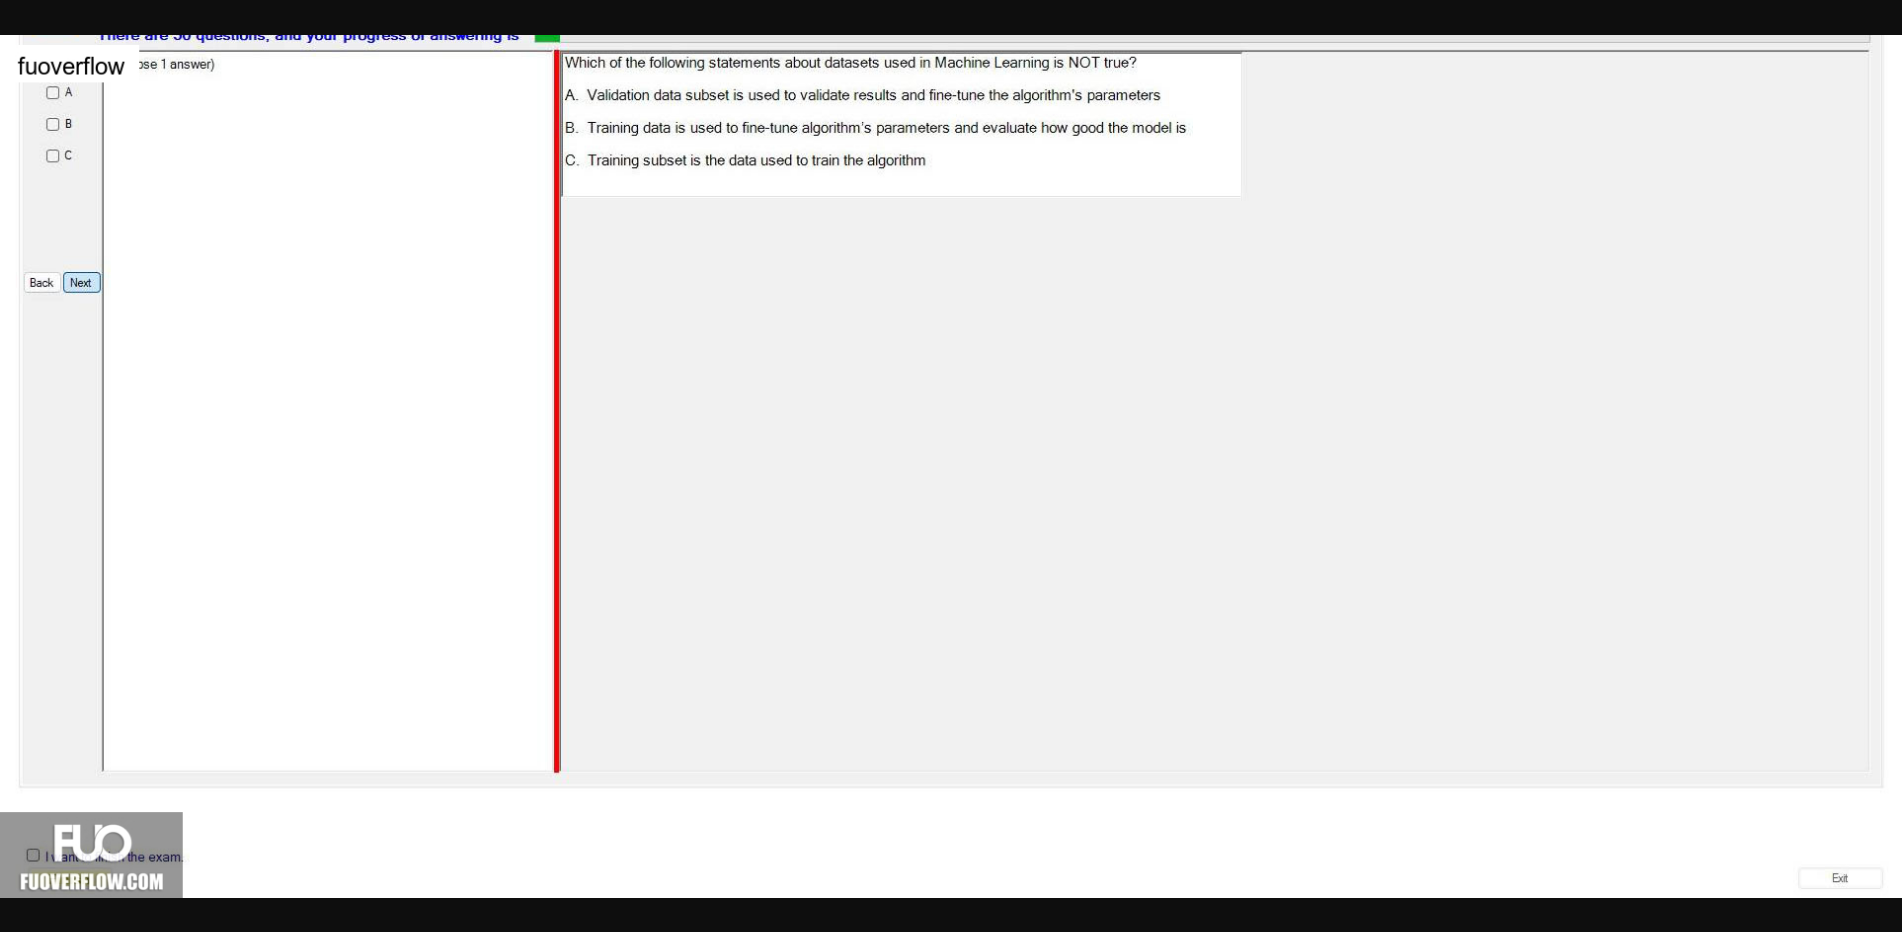 There are 50 questions, and your progress of answering is
fuoverflow
1 answer)
A
B
C
Back
Next
Which of the following statements about datasets used in Machine Learning is NOT true?
A. Validation data subset is used to validate results and fine-tune the algorithm's parameters
B. Training data is used to fine-tune algorithm's parameters and evaluate how good the model is
C. Training subset is the data used to train the algorithm
FUO
I want the exam.
FUOVERFLOW.COM
Exit